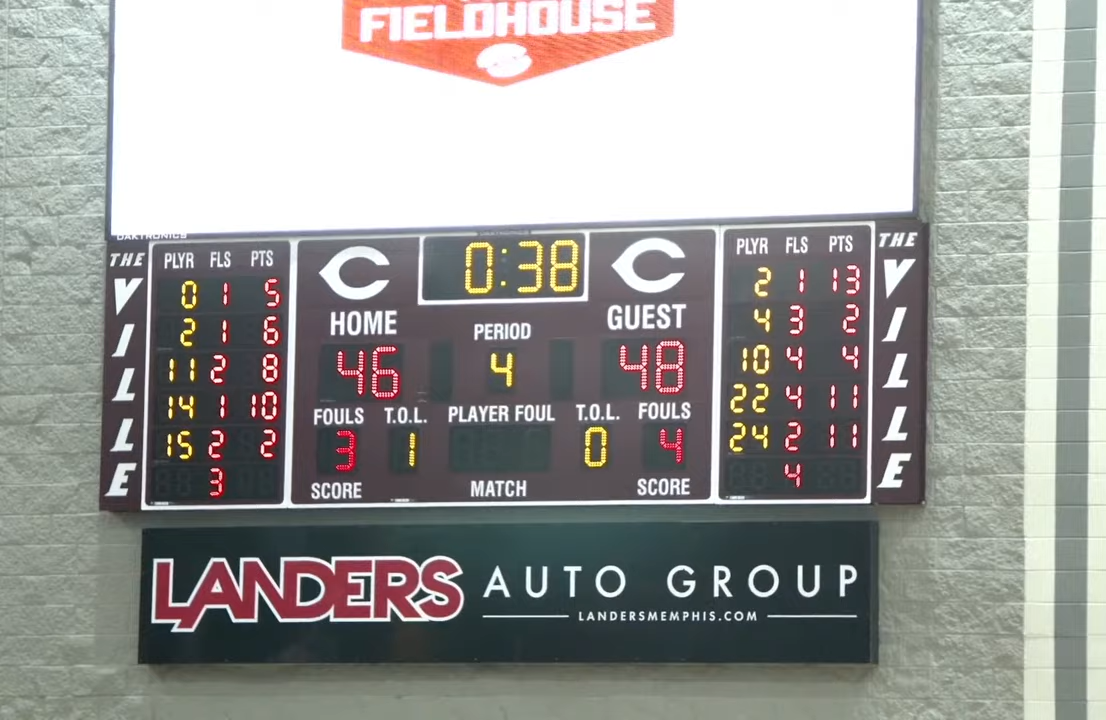 FIELDHOUSE
DAKTRONICS
THE VILLE
PLYR FLS PTS
0 1 5
2 1 6
11 2 8
14 1 10
15 2 2
3
C 0:38 C
HOME PERIOD GUEST
46 4 48
FOULS T.O.L. PLAYER FOUL T.O.L. FOULS
3 1 0 4
SCORE MATCH SCORE
PLYR FLS PTS
2 1 13
4 3 2
10 4 4
22 4 11
24 2 11
4
THE VILLE
LANDERS AUTO GROUP
LANDERSMEMPHIS.COM